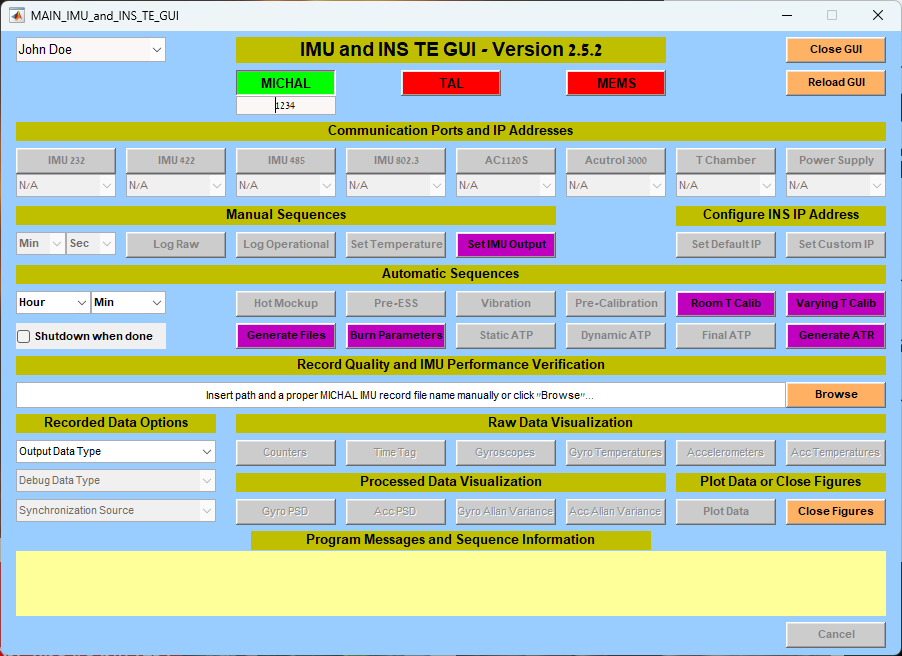 MAIN_IMU_and_INS_TE_GUI
John Doe
IMU and INS TE GUI - Version 2.5.2
Close GUI
MICHAL
TAL
MEMS
Reload GUI
1234
Communication Ports and IP Addresses
IMU 232
IMU 422
IMU 485
IMU 802.3
AC1120S
Acutrol 3000
T Chamber
Power Supply
N/A
N/A
N/A
N/A
N/A
N/A
N/A
N/A
Manual Sequences
Configure INS IP Address
Min
Sec
Log Raw
Log Operational
Set Temperature
Set IMU Output
Set Default IP
Set Custom IP
Automatic Sequences
Hour
Min
Hot Mockup
Pre-ESS
Vibration
Pre-Calibration
Room T Calib
Varying T Calib
Shutdown when done
Generate Files
Burn Parameters
Static ATP
Dynamic ATP
Final ATP
Generate ATR
Record Quality and IMU Performance Verification
Insert path and a proper MICHAL IMU record file name manually or click "Browse"...
Browse
Recorded Data Options
Raw Data Visualization
Output Data Type
Counters
Time Tag
Gyroscopes
Gyro Temperatures
Accelerometers
Acc Temperatures
Debug Data Type
Processed Data Visualization
Plot Data or Close Figures
Synchronization Source
Gyro PSD
Acc PSD
Gyro Allan Variance
Acc Allan Variance
Plot Data
Close Figures
Program Messages and Sequence Information
Cancel